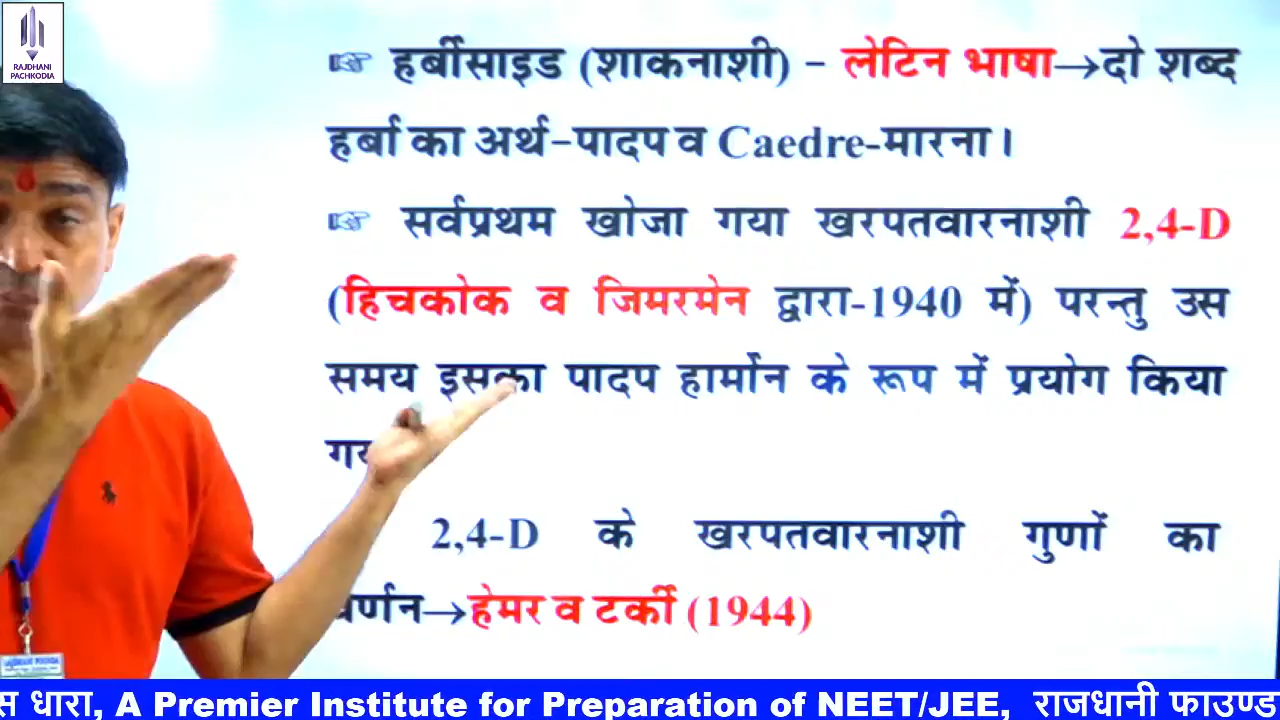 RAJDHANI
PACHKODIA
☞ हर्बीसाइड (शाकनाशी) - लेटिन भाषा→दो शब्द
हर्बा का अर्थ-पादप व Caedre-मारना।
☞ सर्वप्रथम खोजा गया खरपतवारनाशी 2,4-D
(हिचकोक व जिमरमेन द्वारा-1940 में) परन्तु उस
समय इसका पादप हार्मोन के रूप में प्रयोग किया
2,4-D के खरपतवारनाशी गुणों का
वर्णन→हेमर व टर्की (1944)
धारा, A Premier Institute for Preparation of NEET/JEE, राजधानी